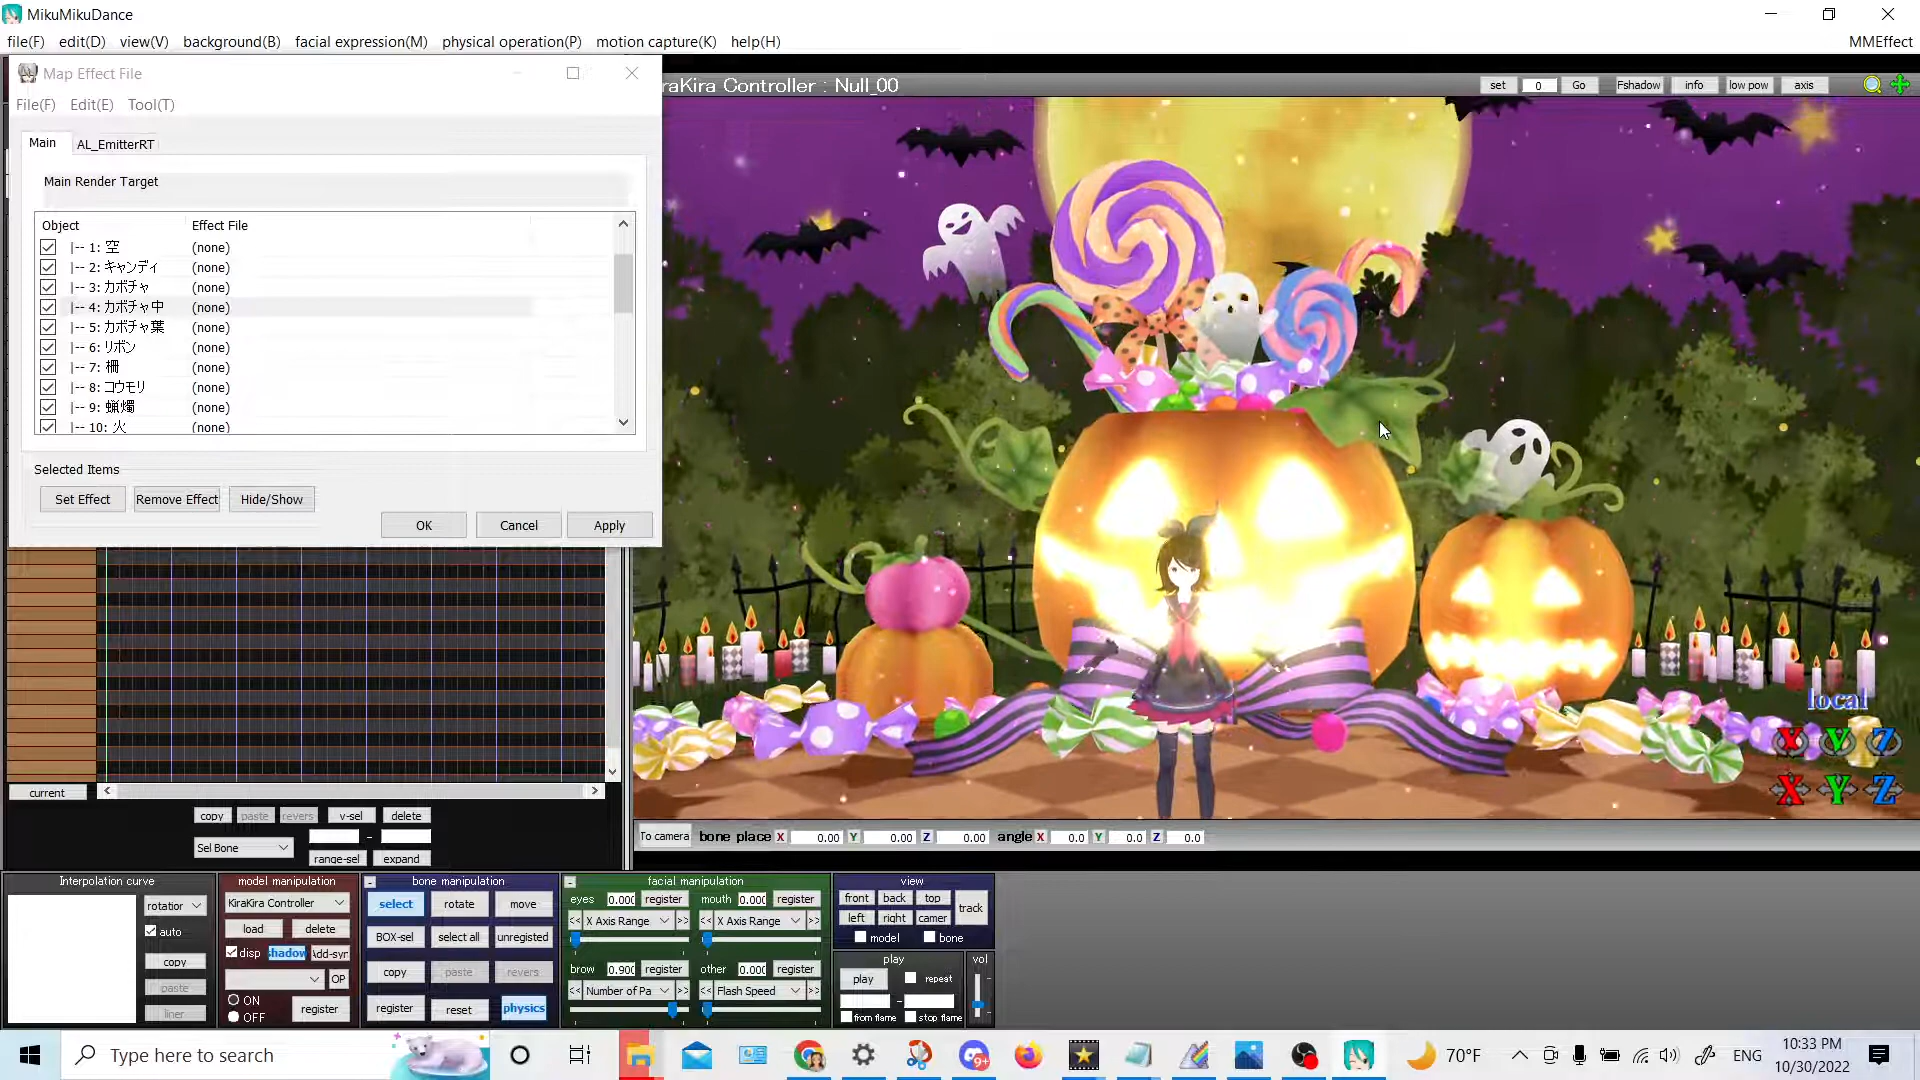 MikuMikuDance
file(F) edit(D) view(V) background(B) facial expression(M) physical operation(P) motion capture(K) help(H) MMEffect
Map Effect File
raKira Controller : Null_00
set 0 Go Fshadow info low pow axis
File(F) Edit(E) Tool(T)
Main AL_EmitterRT
Main Render Target
Object Effect File
|-- 1: 空 (none)
|-- 2: キャンディ (none)
|-- 3: カボチャ (none)
|-- 4: カボチャ中 (none)
|-- 5: カボチャ葉 (none)
|-- 6: リボン (none)
|-- 7: 柵 (none)
|-- 8: コウモリ (none)
|-- 9: 蝋燭 (none)
|-- 10: 火 (none)
Selected Items
Set Effect Remove Effect Hide/Show
OK Cancel Apply
local
X Y Z
X Y Z
current
copy paste revers v-sel delete
-
Sel Bone
range-sel expand
To camera bone place X 0.00 Y 0.00 Z 0.00 angle X 0.0 Y 0.0 Z 0.0
Interpolation curve
rotation
auto
copy
paste
liner
model manipulation
KiraKira Controller
load delete
disp shadow Add-syn
OP
ON
OFF
register
- bone manipulation
select rotate move
BOX-sel select all unregisted
copy paste revers
register reset physics
- facial manipulation
eyes 0.000 register mouth 0.000 register
<< X Axis Range >> << X Axis Range >>
brow 0.900 register other 0.000 register
<< Number of Pa >> << Flash Speed >>
view
front back top
left right camer track
model bone
play
play repeat
-
from flame stop flame
vol
Type here to search
9+
70°F
ENG
10:33 PM
10/30/2022